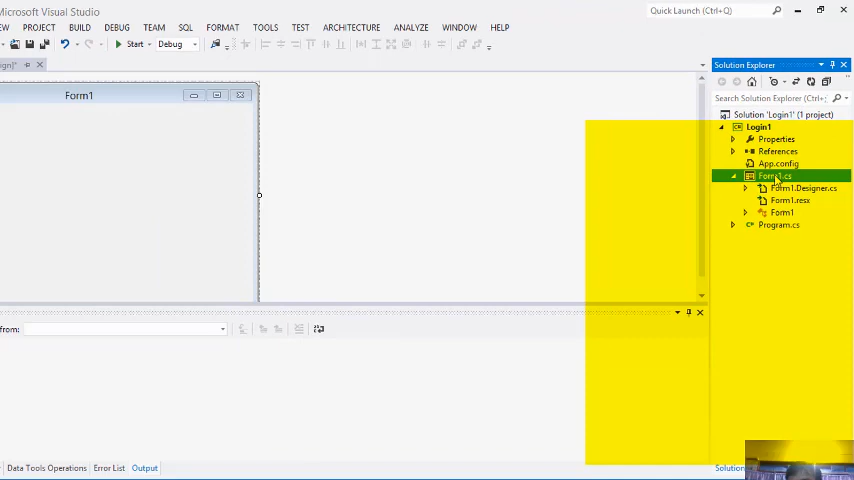 Microsoft Visual Studio
Quick Launch (Ctrl+Q)
EW PROJECT BUILD DEBUG TEAM SQL FORMAT TOOLS TEST ARCHITECTURE ANALYZE WINDOW HELP
Start Debug
ign]*
Form1
from:
Data Tools Operations Error List Output
Solution Explorer
Search Solution Explorer (Ctrl+;
Solution 'Login1' (1 project)
Login1
Properties
References
App.config
Form1.cs
Form1.Designer.cs
Form1.resx
Form1
Program.cs
Solution